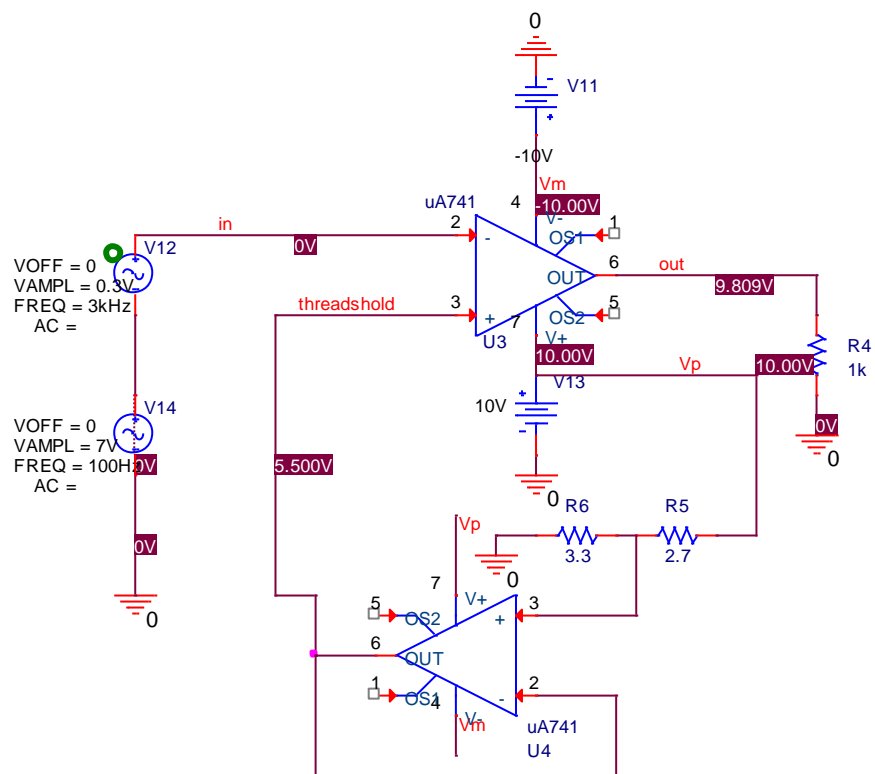 0
V11
-10V
Vm
uA741
4
-10.00V
V-
1
in
2
-
OS1
0V
V12
6
VOFF = 0
OUT
out
VAMPL = 0.3V
9.809V
FREQ = 3kHz
threadshold
3
5
AC =
+
7
OS2
U3
V+
R4
10.00V
Vp
10.00V
1k
V13
V14
10V
VOFF = 0
VAMPL = 7V
0V
FREQ = 100Hz
0V
5.500V
0
AC =
0
R6
R5
Vp
0V
3.3
2.7
7
0
0
5
V+
3
OS2
+
6
OUT
1
2
OS1
-
4
V-
uA741
Vm
U4